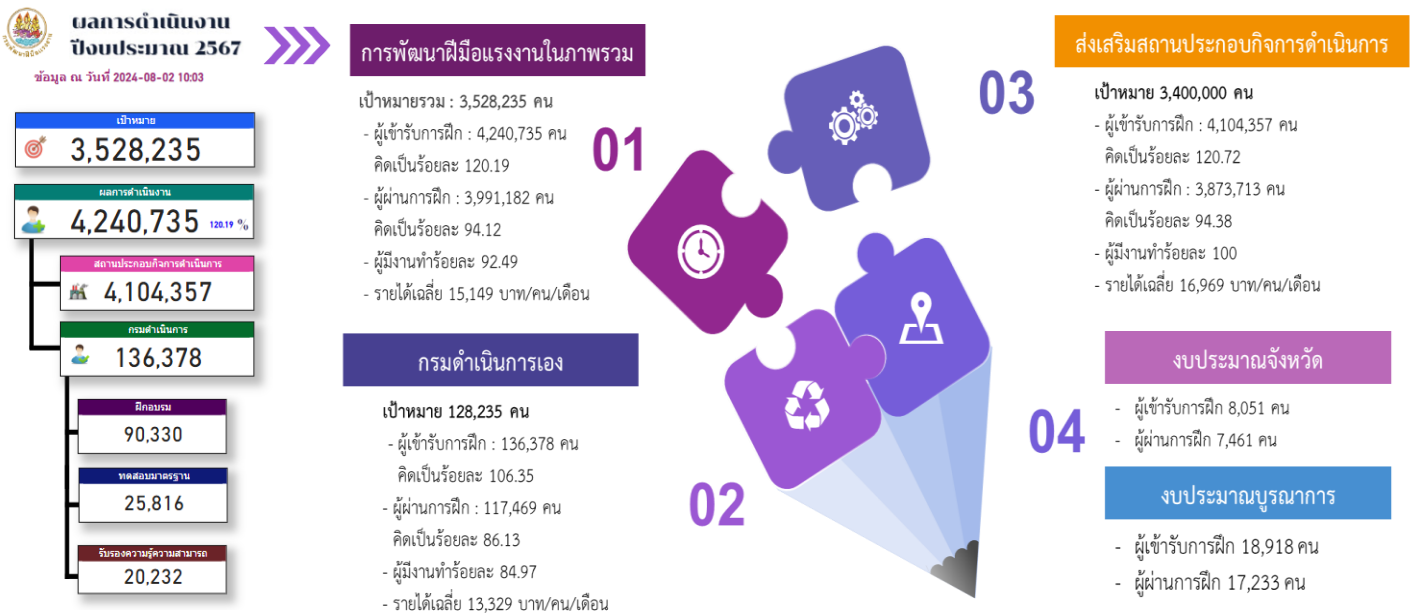 ผลการดำเนินงาน
ปีงบประมาณ 2567
ข้อมูล ณ วันที่ 2024-08-02 10:03
เป้าหมาย
3,528,235
ผลการดำเนินงาน
4,240,735 120.19 %
สถานประกอบกิจการดำเนินการ
4,104,357
กรมดำเนินการ
136,378
ฝึกอบรม
90,330
ทดสอบมาตรฐาน
25,816
รับรองความรู้ความสามารถ
20,232
การพัฒนาฝีมือแรงงานในภาพรวม
เป้าหมายรวม : 3,528,235 คน
- ผู้เข้ารับการฝึก : 4,240,735 คน
คิดเป็นร้อยละ 120.19
- ผู้ผ่านการฝึก : 3,991,182 คน
คิดเป็นร้อยละ 94.12
- ผู้มีงานทำร้อยละ 92.49
- รายได้เฉลี่ย 15,149 บาท/คน/เดือน
01
กรมดำเนินการเอง
เป้าหมาย 128,235 คน
- ผู้เข้ารับการฝึก : 136,378 คน
คิดเป็นร้อยละ 106.35
- ผู้ผ่านการฝึก : 117,469 คน
คิดเป็นร้อยละ 86.13
- ผู้มีงานทำร้อยละ 84.97
- รายได้เฉลี่ย 13,329 บาท/คน/เดือน
02
03
ส่งเสริมสถานประกอบกิจการดำเนินการ
เป้าหมาย 3,400,000 คน
- ผู้เข้ารับการฝึก : 4,104,357 คน
คิดเป็นร้อยละ 120.72
- ผู้ผ่านการฝึก : 3,873,713 คน
คิดเป็นร้อยละ 94.38
- ผู้มีงานทำร้อยละ 100
- รายได้เฉลี่ย 16,969 บาท/คน/เดือน
04
งบประมาณจังหวัด
- ผู้เข้ารับการฝึก 8,051 คน
- ผู้ผ่านการฝึก 7,461 คน
งบประมาณบูรณาการ
- ผู้เข้ารับการฝึก 18,918 คน
- ผู้ผ่านการฝึก 17,233 คน